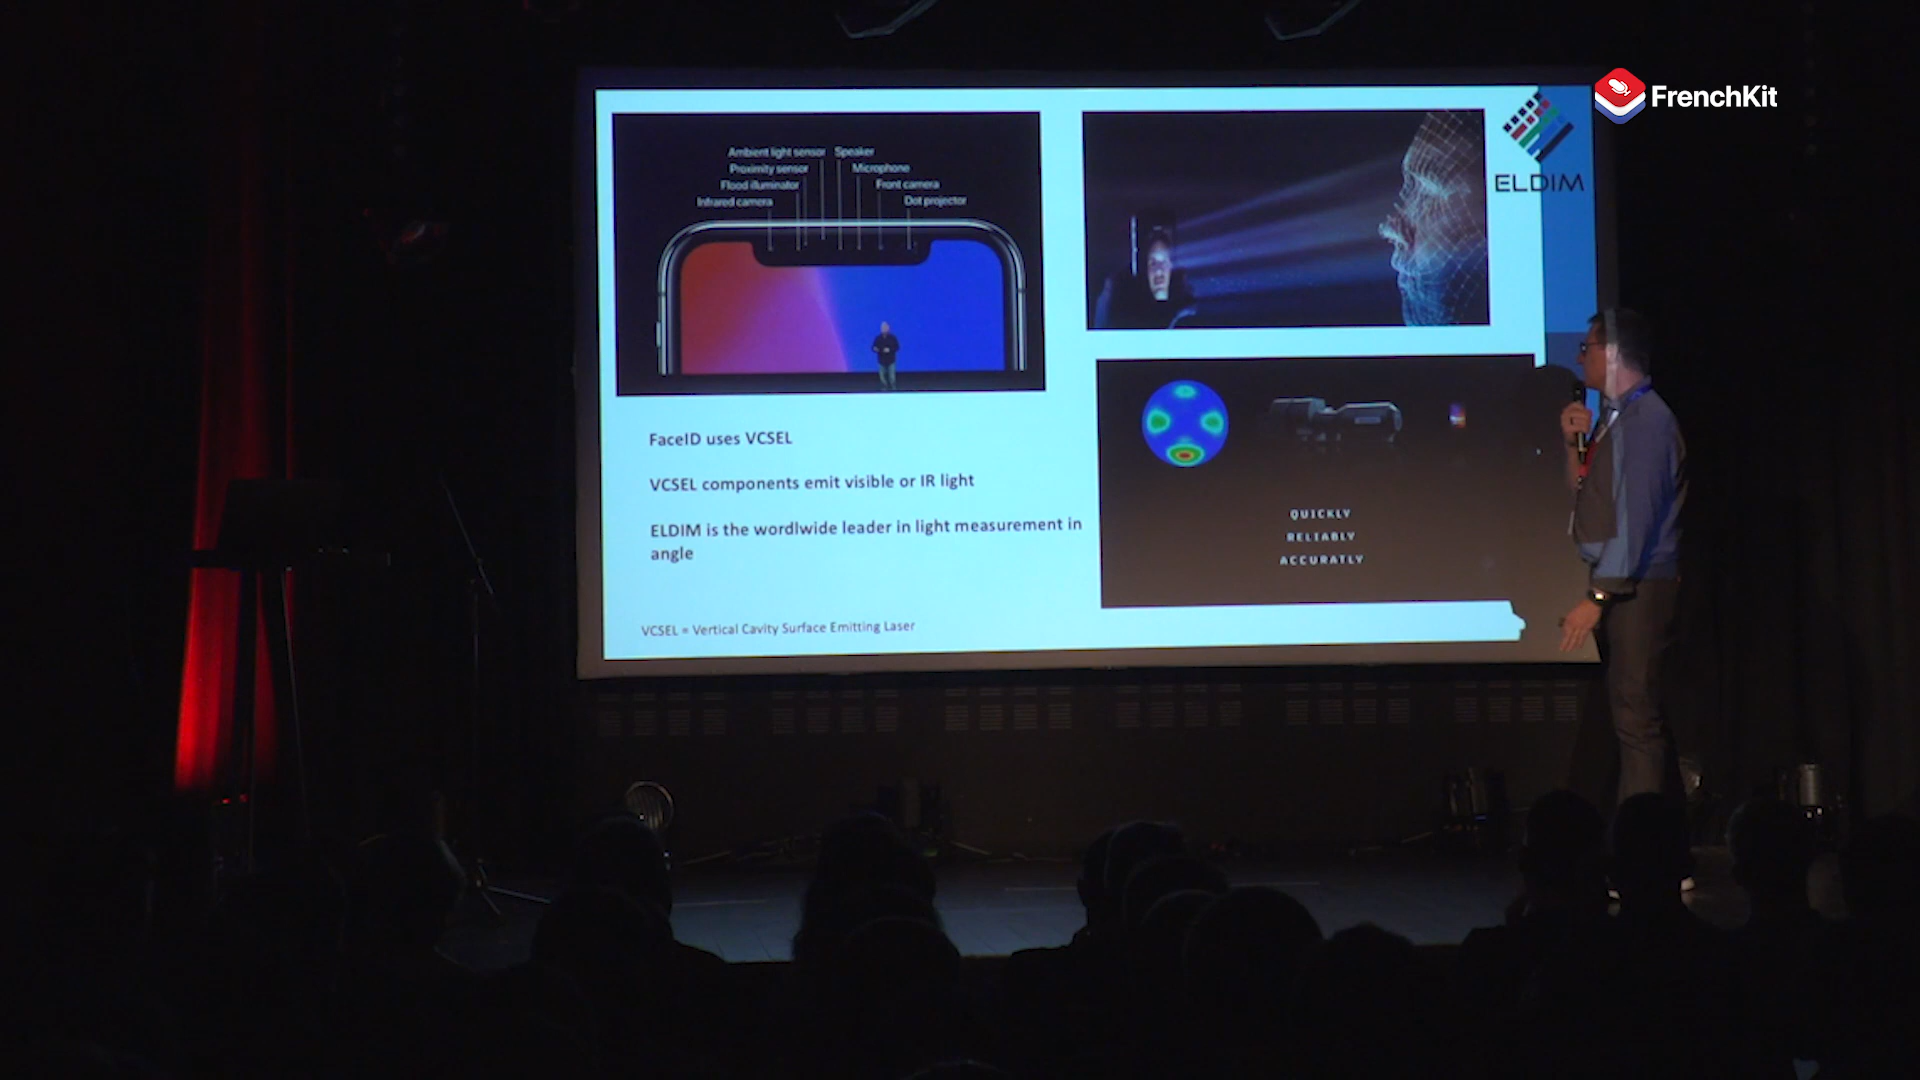 FrenchKit
ELDIM
Ambient light sensor
Speaker
Proximity sensor
Microphone
Flood illuminator
Front camera
Infrared camera
Dot projector
FaceID uses VCSEL
VCSEL components emit visible or IR light
ELDIM is the wordlwide leader in light measurement in
angle
VCSEL = Vertical Cavity Surface Emitting Laser
QUICKLY
RELIABLY
ACCURATLY